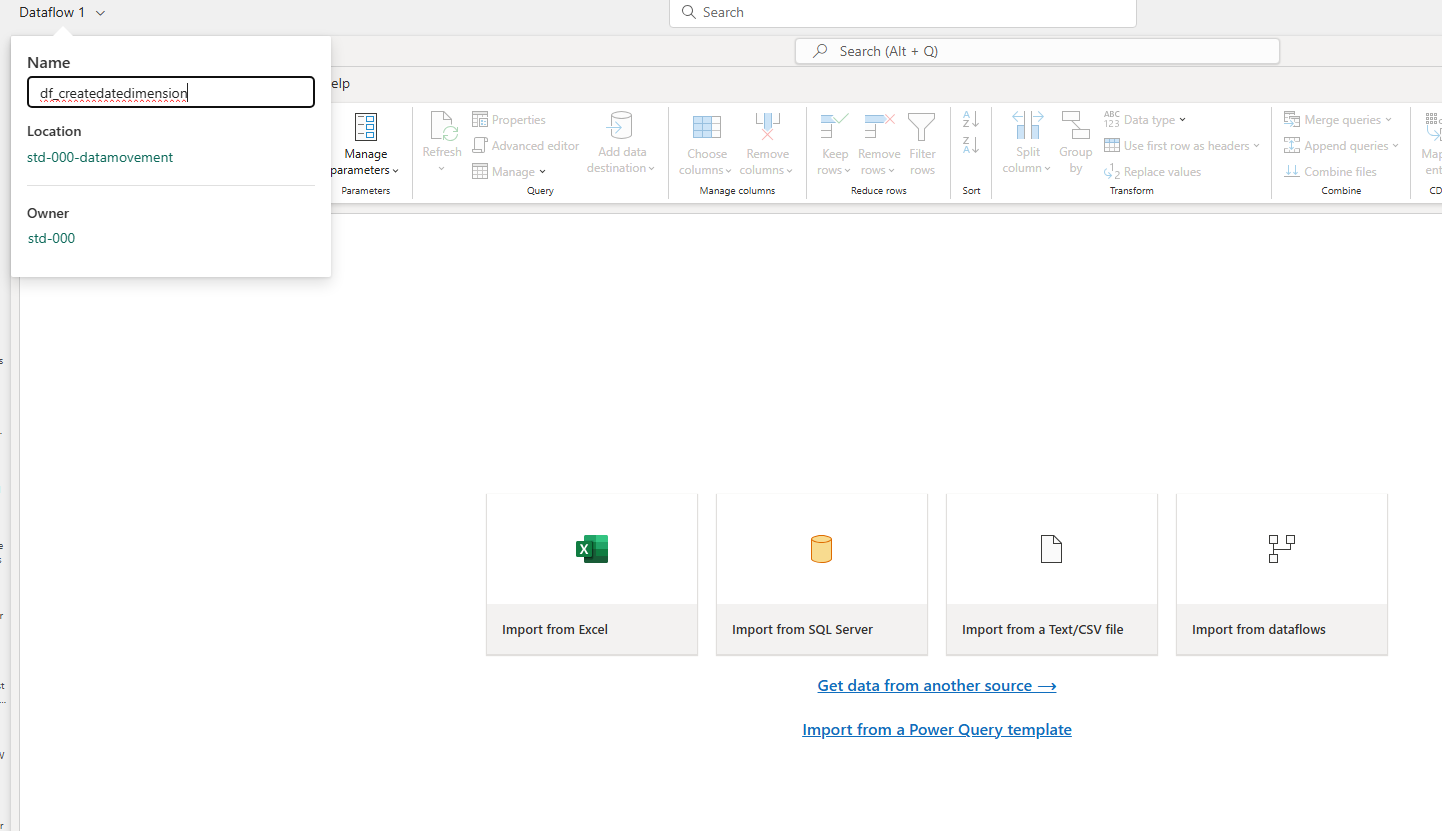 Dataflow 1
Search
Search (Alt + Q)
Name
df_createdatedimension
Location
std-000-datamovement
Owner
std-000
elp
Manage parameters
Parameters
Refresh
Properties
Advanced editor
Manage
Add data destination
Query
Choose columns
Remove columns
Manage columns
Keep rows
Remove rows
Filter rows
Reduce rows
A
Z
Z
A
Sort
Split column
Group by
ABC
123
Data type
Use first row as headers
1
2
Replace values
Transform
Merge queries
Append queries
Combine files
Combine
Map
ent
CD
X
Import from Excel
Import from SQL Server
Import from a Text/CSV file
Import from dataflows
Get data from another source →
Import from a Power Query template